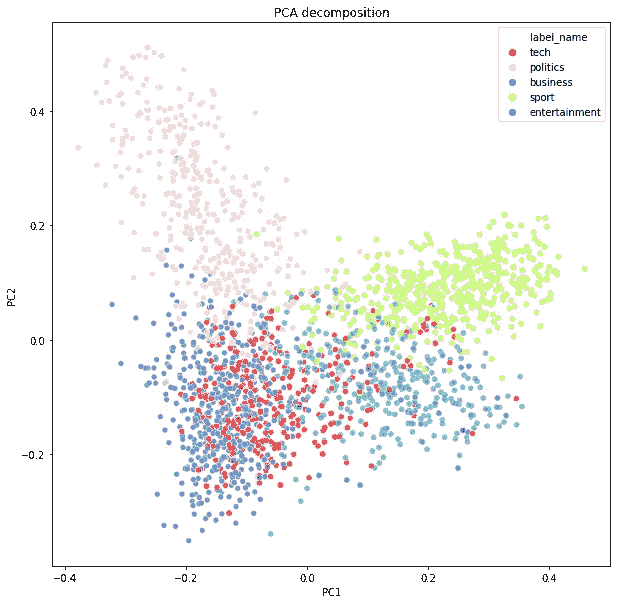 PCA decomposition
label_name
tech
politics
business
sport
entertainment
0.4
0.2
0.0
−0.2
PC2
−0.4
−0.2
0.0
0.2
0.4
PC1